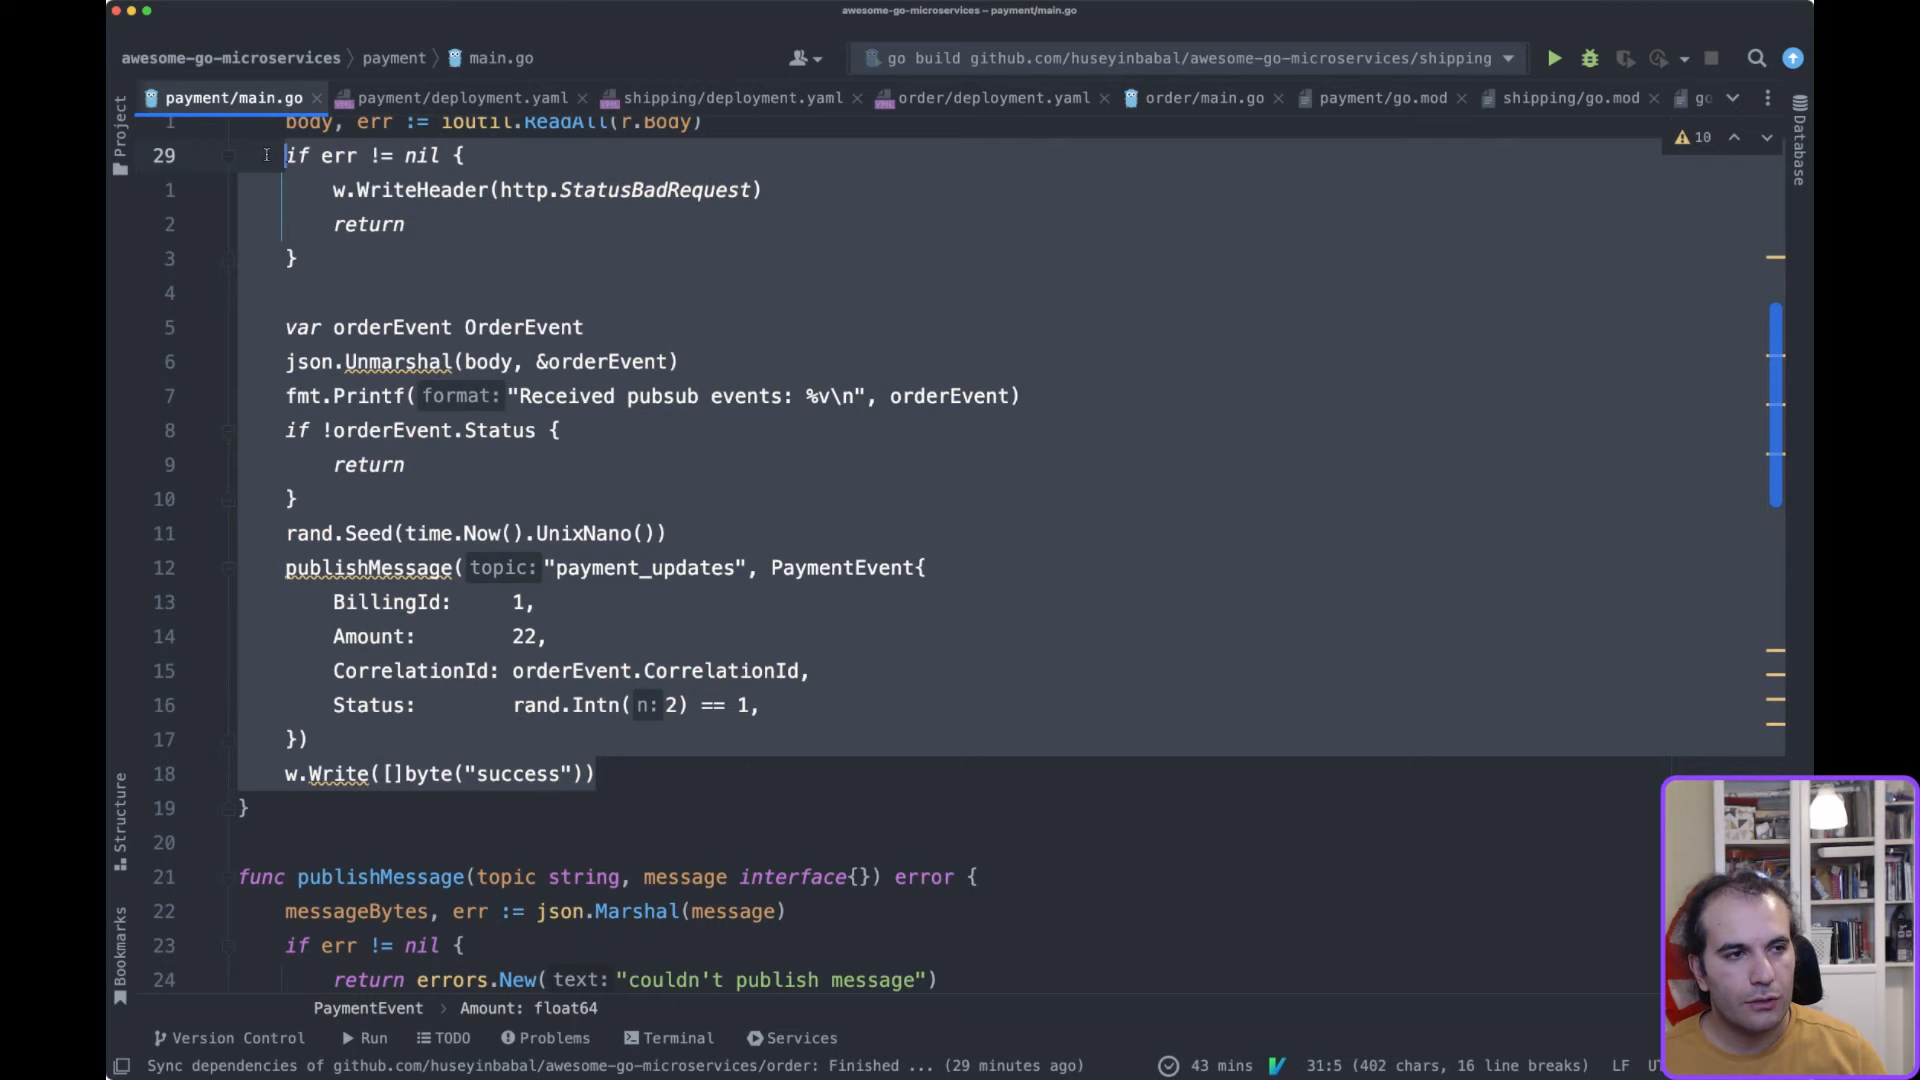 awesome-go-microservices – payment/main.go
awesome-go-microservices payment main.go
go build github.com/huseyinbabal/awesome-go-microservices/shipping
payment/main.go payment/deployment.yaml shipping/deployment.yaml order/deployment.yaml order/main.go payment/go.mod shipping/go.mod go
Project
Database
10
1 body, err := ioutil.ReadAll(r.Body)
29 if err != nil {
1 w.WriteHeader(http.StatusBadRequest)
2 return
3 }
4
5 var orderEvent OrderEvent
6 json.Unmarshal(body, &orderEvent)
7 fmt.Printf( format: "Received pubsub events: %v\n", orderEvent)
8 if !orderEvent.Status {
9 return
10 }
11 rand.Seed(time.Now().UnixNano())
12 publishMessage( topic: "payment_updates", PaymentEvent{
13 BillingId: 1,
14 Amount: 22,
15 CorrelationId: orderEvent.CorrelationId,
16 Status: rand.Intn( n: 2) == 1,
17 })
18 w.Write([]byte("success"))
19 }
20
21 func publishMessage(topic string, message interface{}) error {
22 messageBytes, err := json.Marshal(message)
23 if err != nil {
24 return errors.New( text: "couldn't publish message")
Structure
Bookmarks
PaymentEvent Amount: float64
Version Control Run TODO Problems Terminal Services
Sync dependencies of github.com/huseyinbabal/awesome-go-microservices/order: Finished ... (29 minutes ago) 43 mins 31:5 (402 chars, 16 line breaks) LF